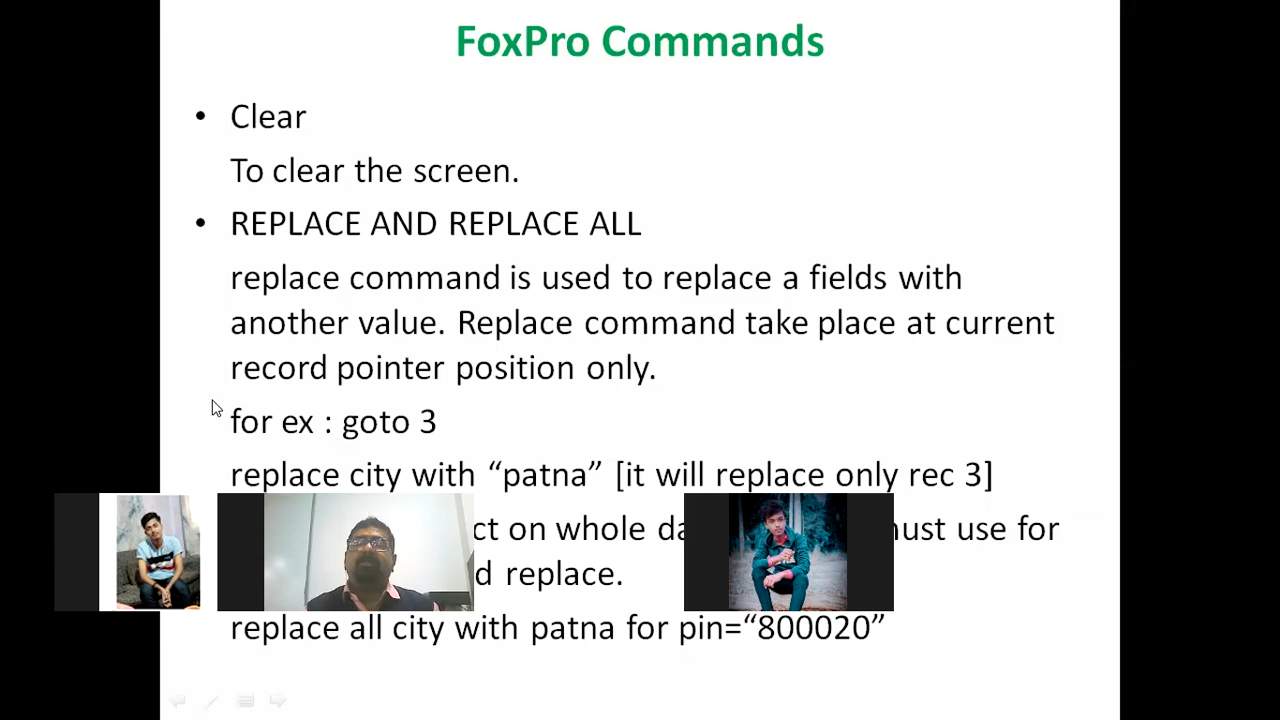 FoxPro Commands
• Clear
To clear the screen.
• REPLACE AND REPLACE ALL
replace command is used to replace a fields with
another value. Replace command take place at current
record pointer position only.
for ex : goto 3
replace city with “patna” [it will replace only rec 3]
on whole use for
replace.
replace all city with patna for pin=“800020”